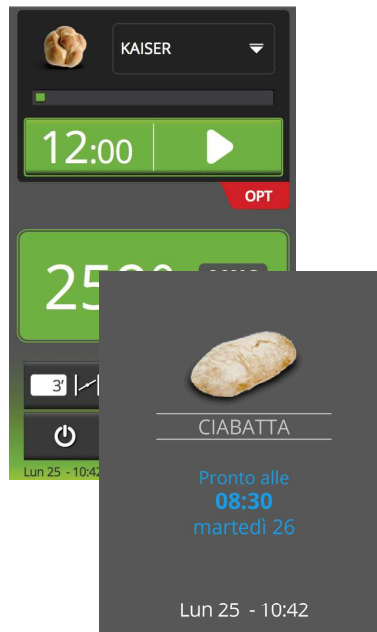 KAISER
12:00
OPT
3'
Lun 25 - 10:42
CIABATTA
Pronto alle
08:30
martedì 26
Lun 25 - 10:42